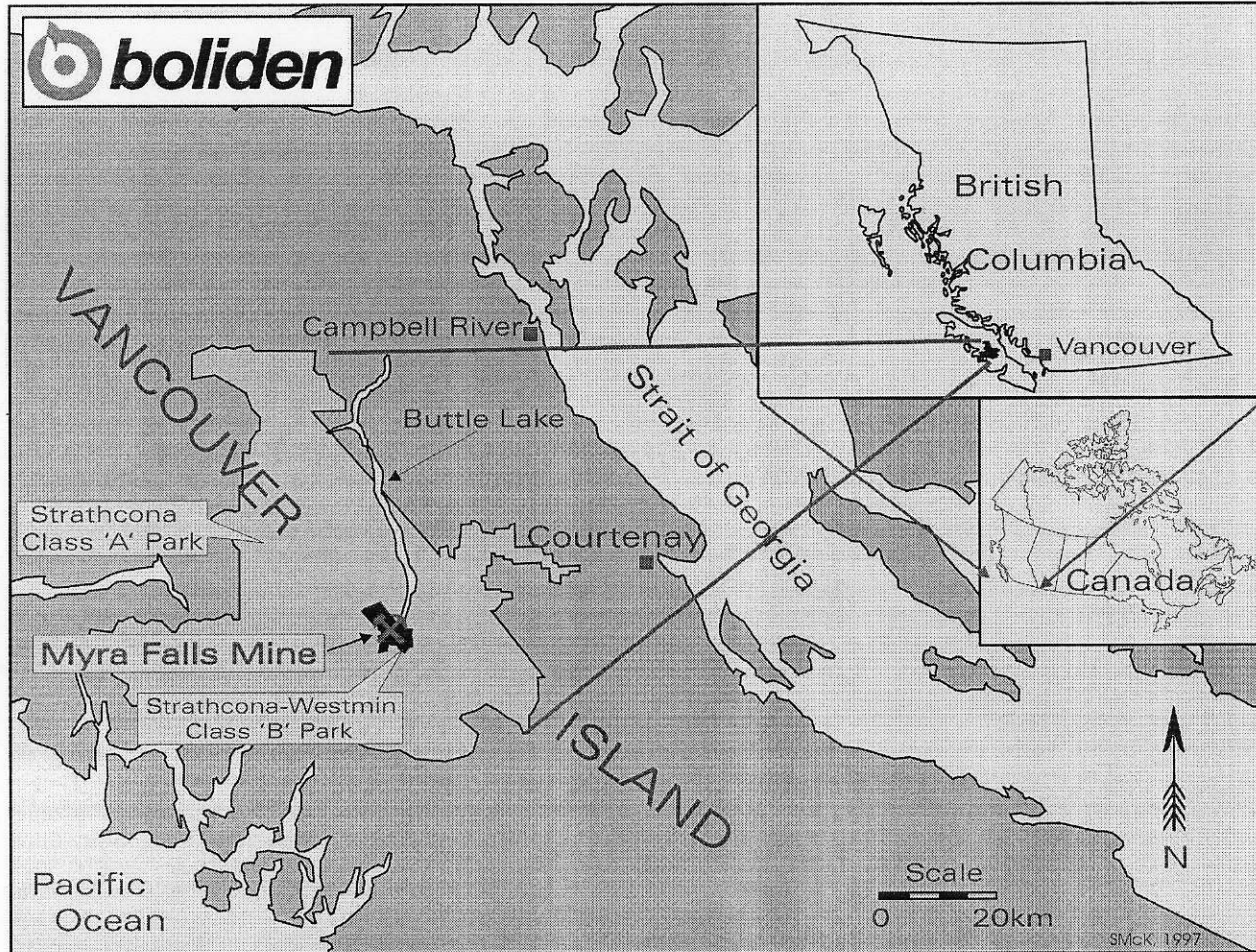 boliden
British
Columbia
Vancouver
VANCOUVER
Campbell River
Buttle Lake
Strait of Georgia
Strathcona
Class 'A' Park
Courtenay
Canada
Myra Falls Mine
Strathcona-Westmin
Class 'B' Park
ISLAND
Pacific
Ocean
Scale
0 20km
N
SMcK 1997